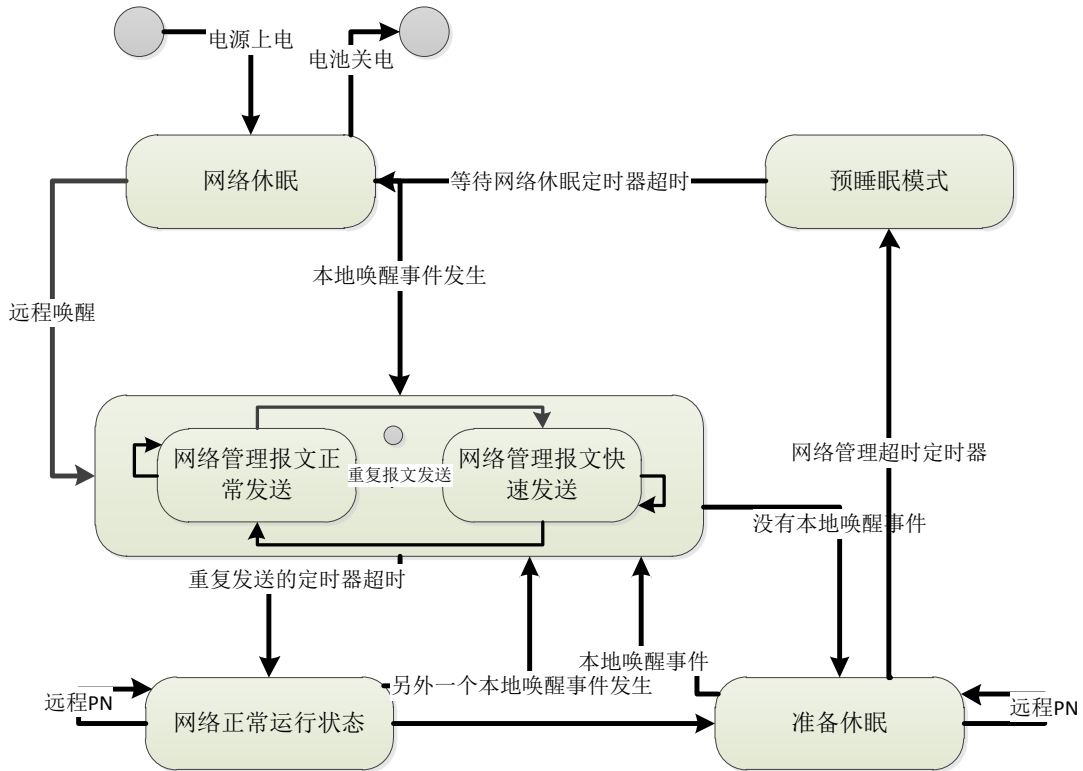 电源上电
电池关电
网络休眠
等待网络休眠定时器超时
预睡眠模式
本地唤醒事件发生
远程唤醒
网络管理报文正
常发送
重复报文发送
网络管理报文快
速发送
网络管理超时定时器
没有本地唤醒事件
重复发送的定时器超时
本地唤醒事件
另外一个本地唤醒事件发生
远程PN
网络正常运行状态
准备休眠
远程PN